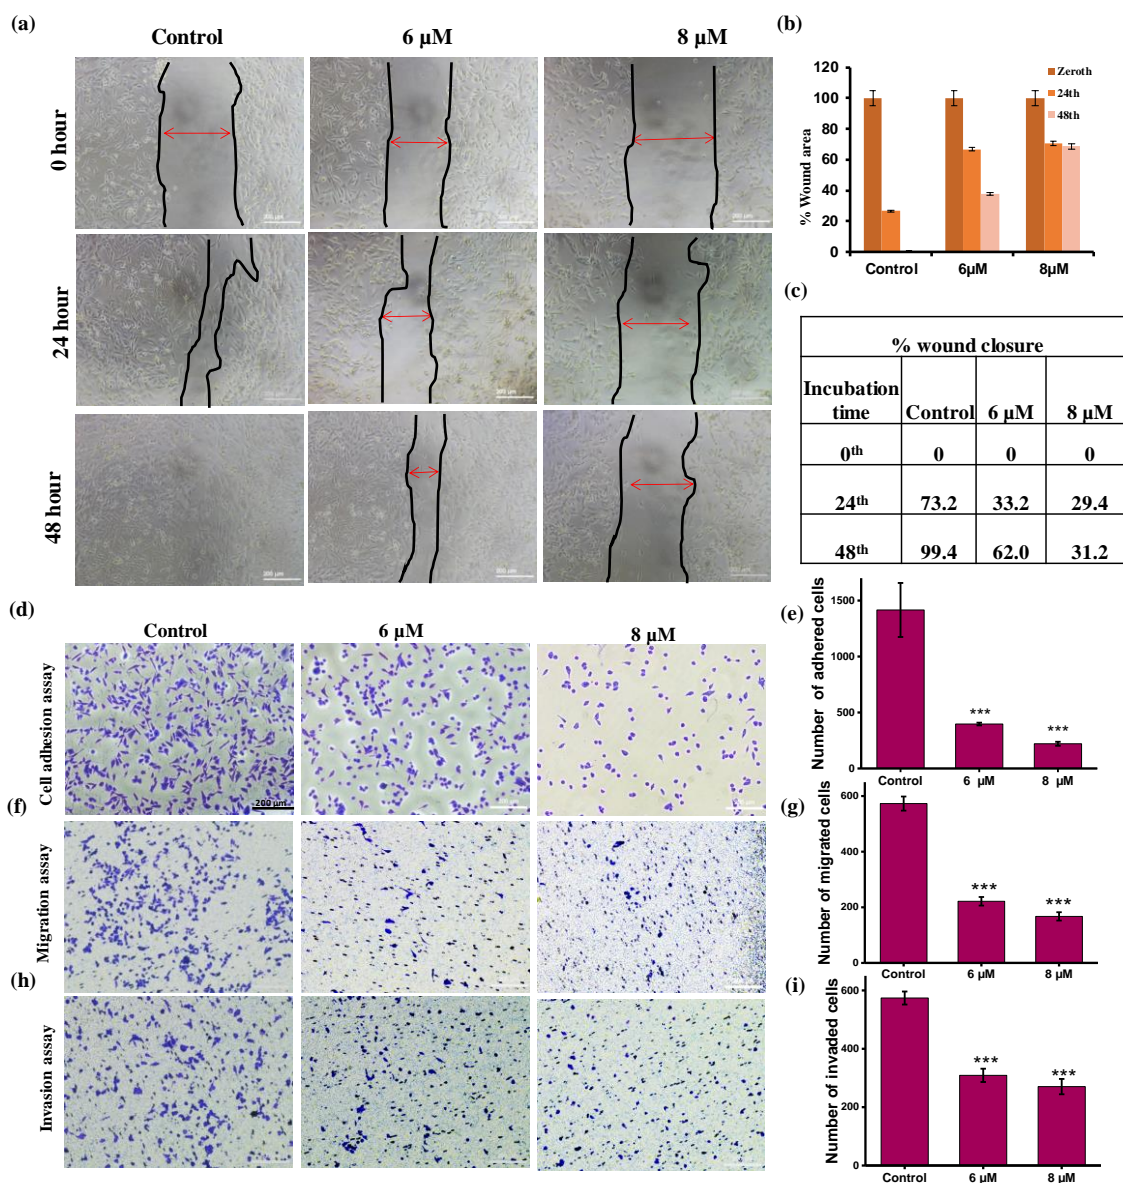 (a)
Control
6 µM
8 µM
0 hour
24 hour
48 hour
(b)
120
100
80
60
40
20
0
% Wound area
Zeroth
24th
48th
Control
6µM
8µM
(c)
% wound closure
Incubation time
Control
6 µM
8 µM
0th
0
0
0
24th
73.2
33.2
29.4
48th
99.4
62.0
31.2
(d)
Control
6 µM
8 µM
Cell adhesion assay
200 µm
(e)
Number of adhered cells
1500
1000
500
0
***
***
Control
6 µM
8 µM
(f)
Migration assay
(g)
Number of migrated cells
600
400
200
0
***
***
Control
6 µM
8 µM
(h)
Invasion assay
(i)
Number of invaded cells
600
400
200
0
***
***
Control
6 µM
8 µM